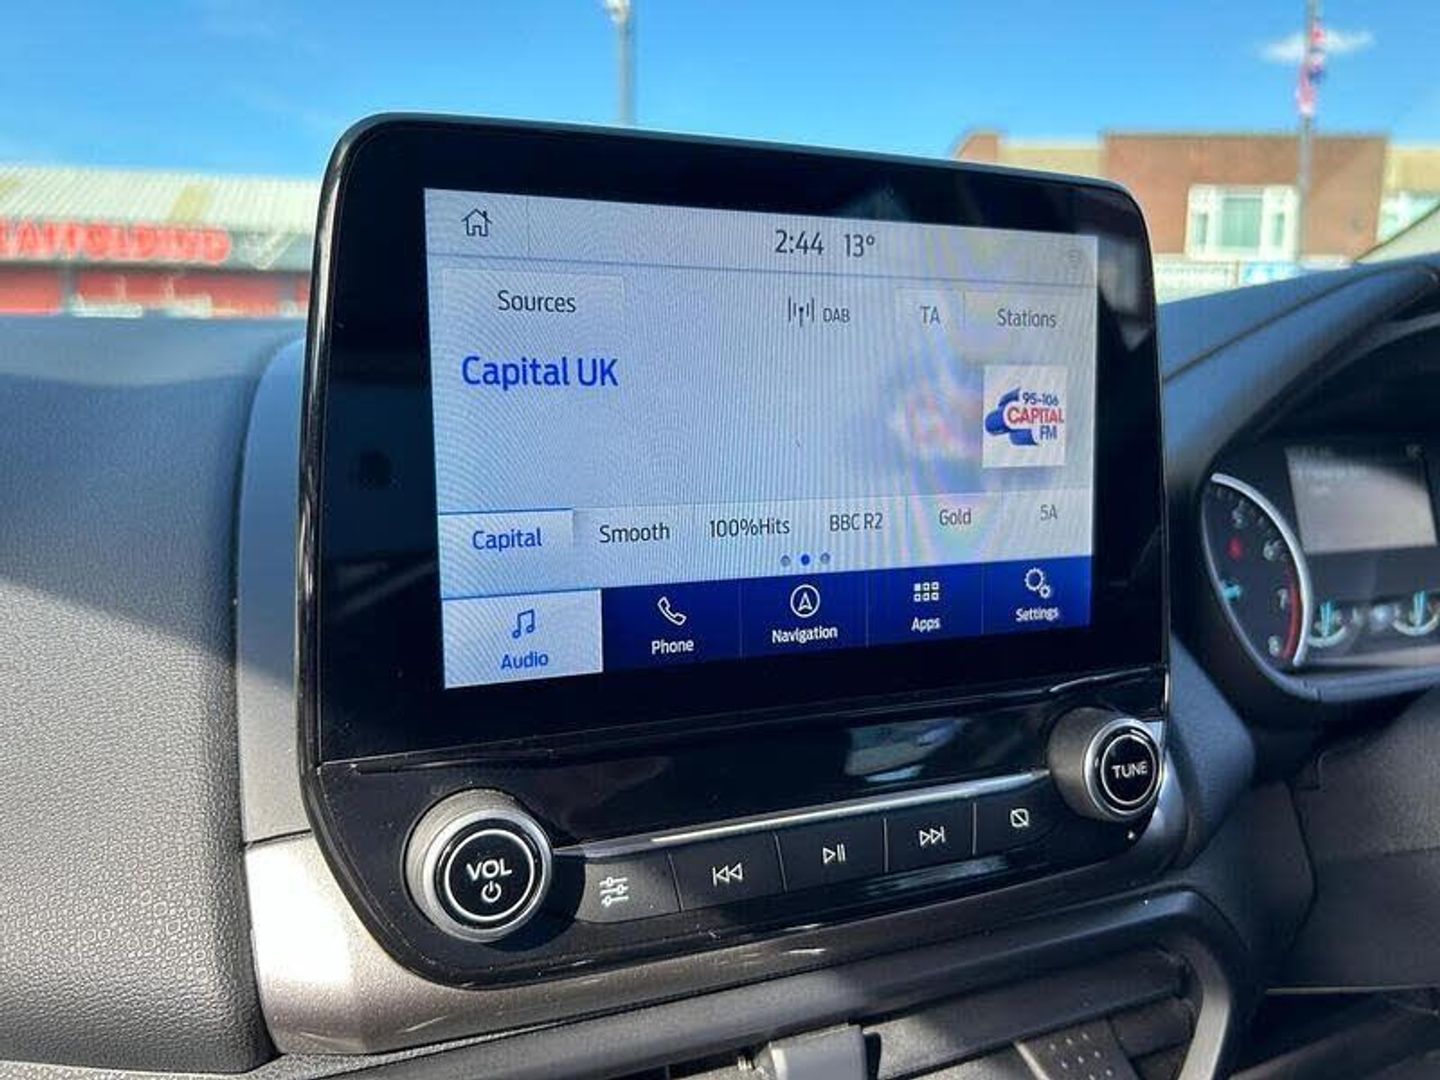 2:44 13°
Sources DAB TA Stations
Capital UK
95-106
CAPITAL
FM
Capital Smooth 100%Hits BBC R2 Gold 5A
Audio Phone Navigation Apps Settings
TUNE
VOL